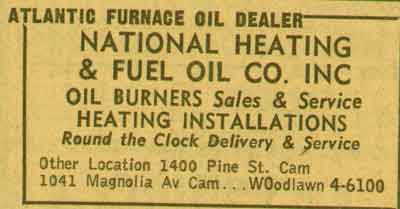 ATLANTIC FURNACE OIL DEALER
NATIONAL HEATING
& FUEL OIL CO. INC
OIL BURNERS Sales & Service
HEATING INSTALLATIONS
Round the Clock Delivery & Service
Other Location 1400 Pine St. Cam
1041 Magnolia Av Cam...WOodlawn 4-6100